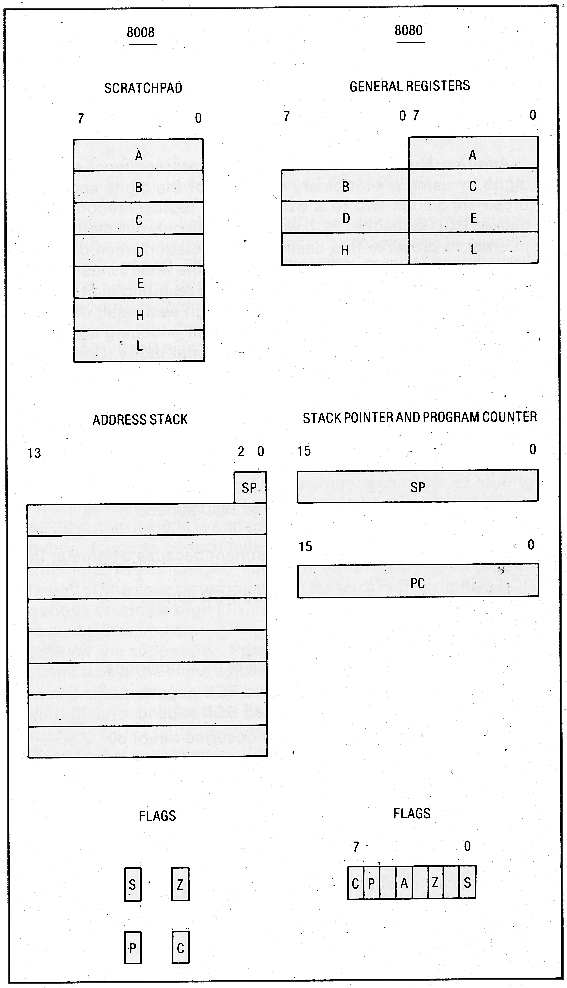 8008
SCRATCHPAD
7 0
A
B
C
D
E
H
L
ADDRESS STACK
13 2 0
SP
FLAGS
S Z
P C
8080
GENERAL REGISTERS
7 0 7 0
A
B C
D E
H L
STACK POINTER AND PROGRAM COUNTER
15 0
SP
15 0
PC
FLAGS
7 0
C P A Z S